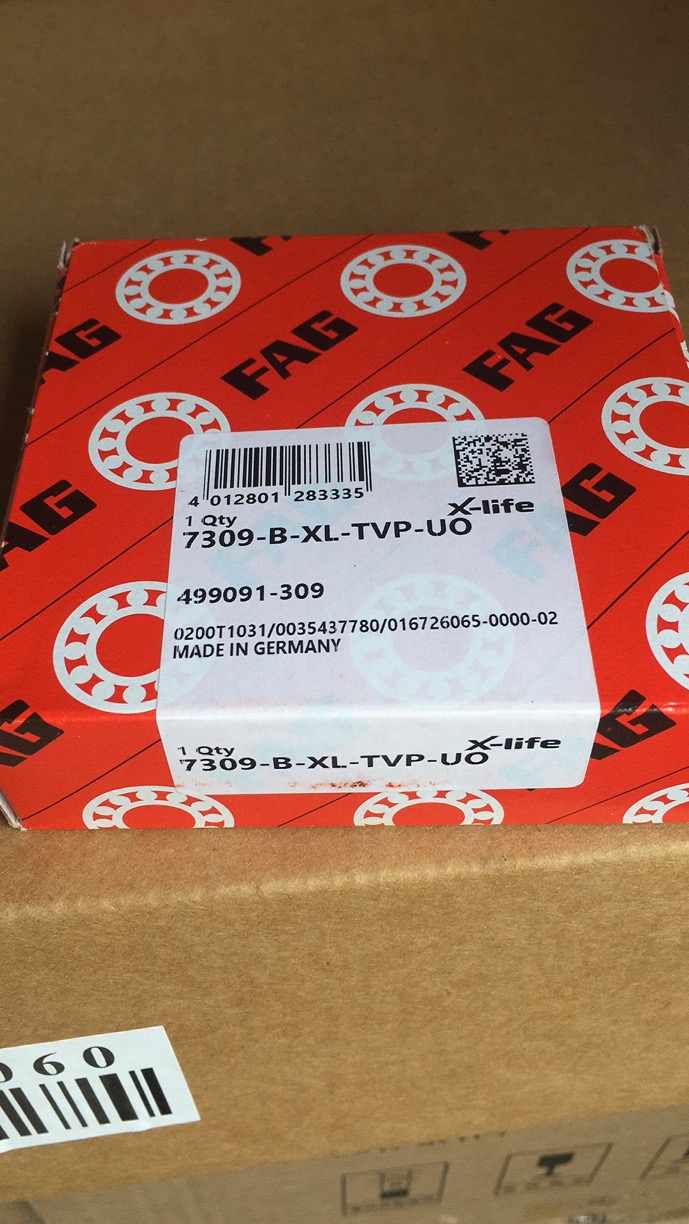 FAG
FAG
FAG
FAG
FAG
FAG
4 012801 283335
1 Qty
X-life
7309-B-XL-TVP-UO
499091-309
0200T1031/0035437780/016726065-0000-02
MADE IN GERMANY
1 Qty
X-life
7309-B-XL-TVP-UO
060